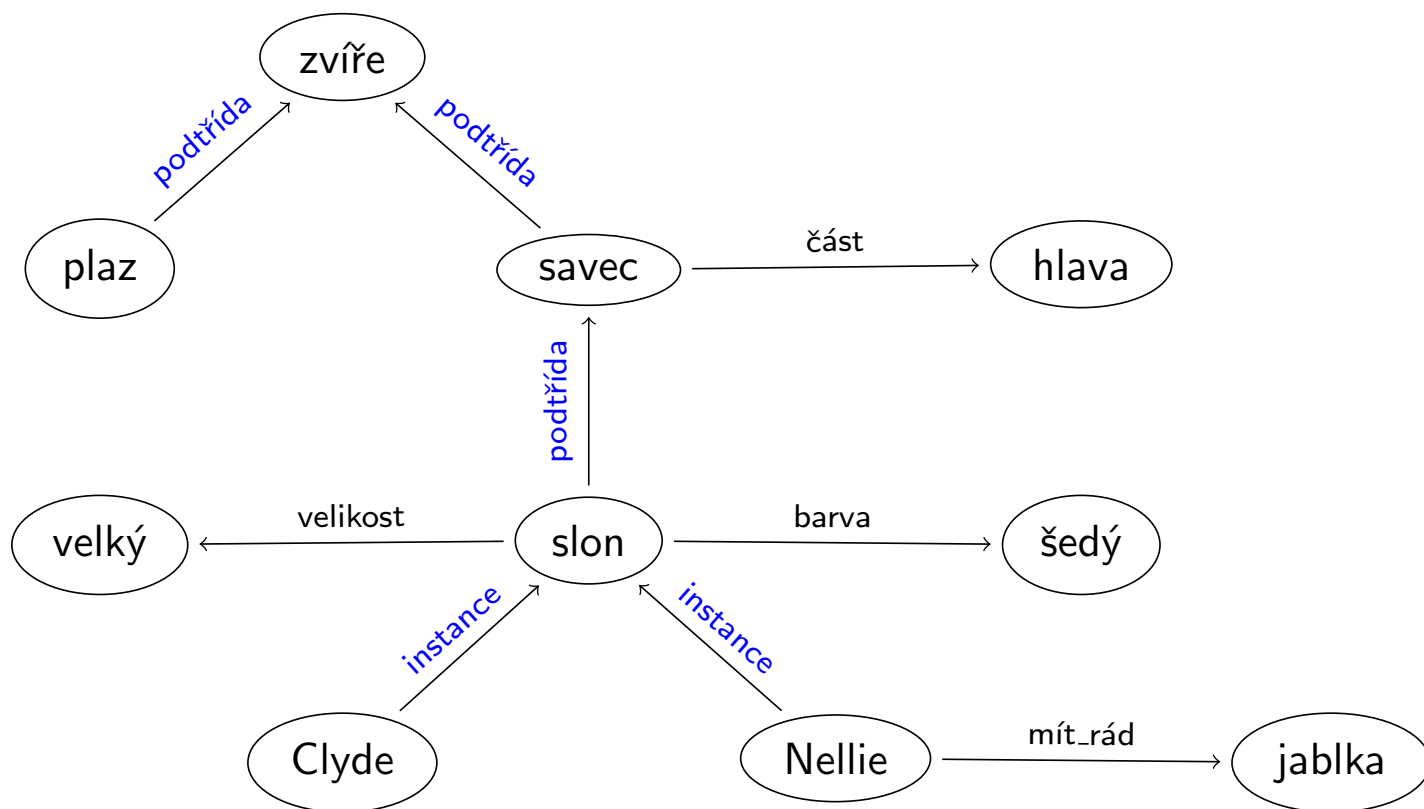 zvíře
podtřída
podtřída
plaz
savec
část
hlava
podtřída
velký
velikost
slon
barva
šedý
instance
instance
Clyde
Nellie
mít_rád
jablka